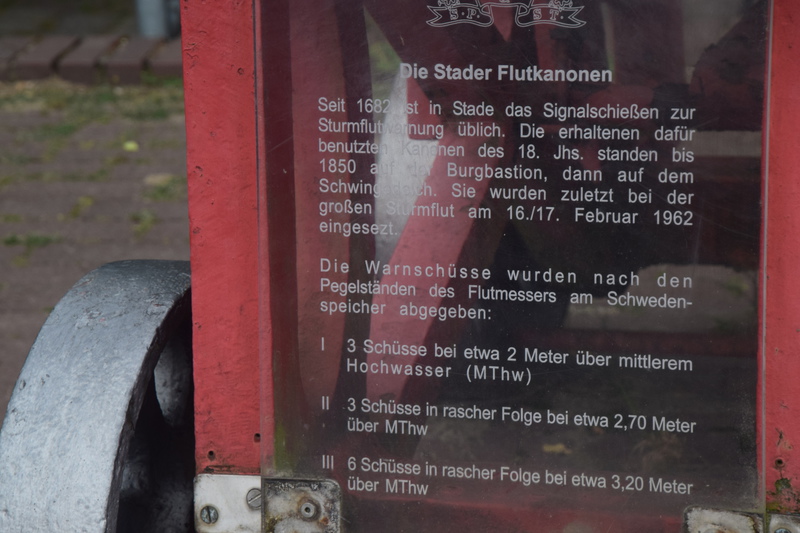 S.P. ST.
Die Stader Flutkanonen
Seit 1682 ist in Stade das Signalschießen zur
Sturmflutwarnung üblich. Die erhaltenen dafür
benutzten Kanonen des 18. Jhs. standen bis
1850 auf der Burgbastion, dann auf dem
Schwingedeich. Sie wurden zuletzt bei der
großen Sturmflut am 16./17. Februar 1962
eingesezt.
Die Warnschüsse wurden nach den
Pegelständen des Flutmessers am Schweden-
speicher abgegeben:
I 3 Schüsse bei etwa 2 Meter über mittlerem
Hochwasser (MThw)
II 3 Schüsse in rascher Folge bei etwa 2,70 Meter
über MThw
III 6 Schüsse in rascher Folge bei etwa 3,20 Meter
über MThw